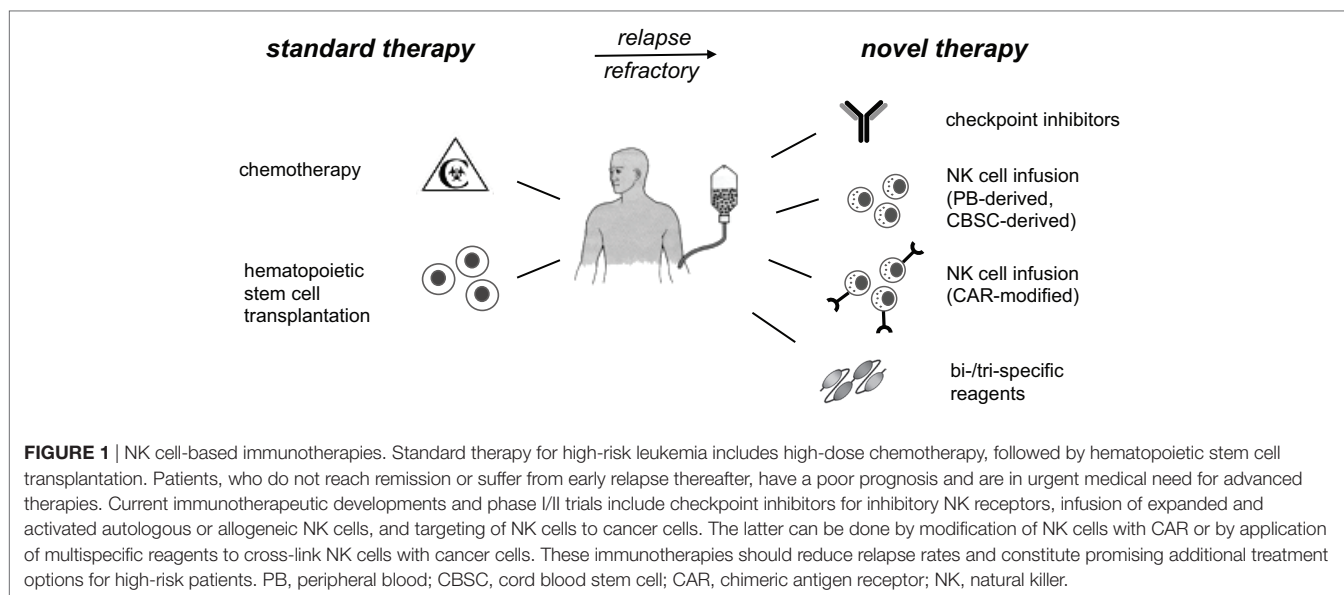 standard therapy
relapse
refractory
novel therapy
chemotherapy
C
hematopoietic
stem cell
transplantation
checkpoint inhibitors
NK cell infusion
(PB-derived,
CBSC-derived)
NK cell infusion
(CAR-modified)
bi-/tri-specific
reagents
FIGURE 1 | NK cell-based immunotherapies. Standard therapy for high-risk leukemia includes high-dose chemotherapy, followed by hematopoietic stem cell
transplantation. Patients, who do not reach remission or suffer from early relapse thereafter, have a poor prognosis and are in urgent medical need for advanced
therapies. Current immunotherapeutic developments and phase I/II trials include checkpoint inhibitors for inhibitory NK receptors, infusion of expanded and
activated autologous or allogeneic NK cells, and targeting of NK cells to cancer cells. The latter can be done by modification of NK cells with CAR or by application
of multispecific reagents to cross-link NK cells with cancer cells. These immunotherapies should reduce relapse rates and constitute promising additional treatment
options for high-risk patients. PB, peripheral blood; CBSC, cord blood stem cell; CAR, chimeric antigen receptor; NK, natural killer.